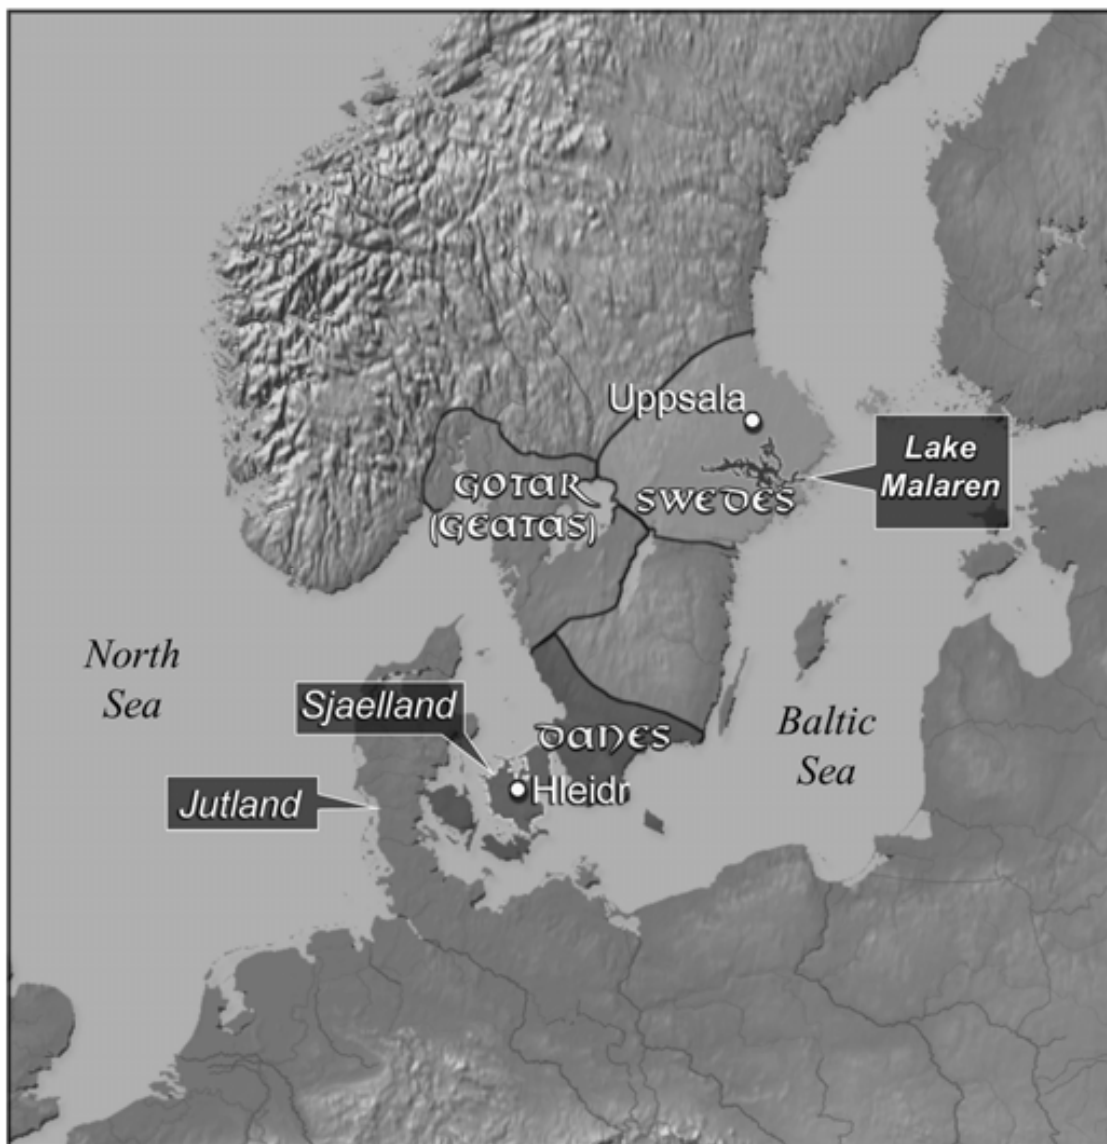 Uppsala
Lake
Malaren
GOTAR
(GEATAS)
SWEDES
North
Sea
Sjaelland
DANES
Baltic
Sea
Hleidr
Jutland